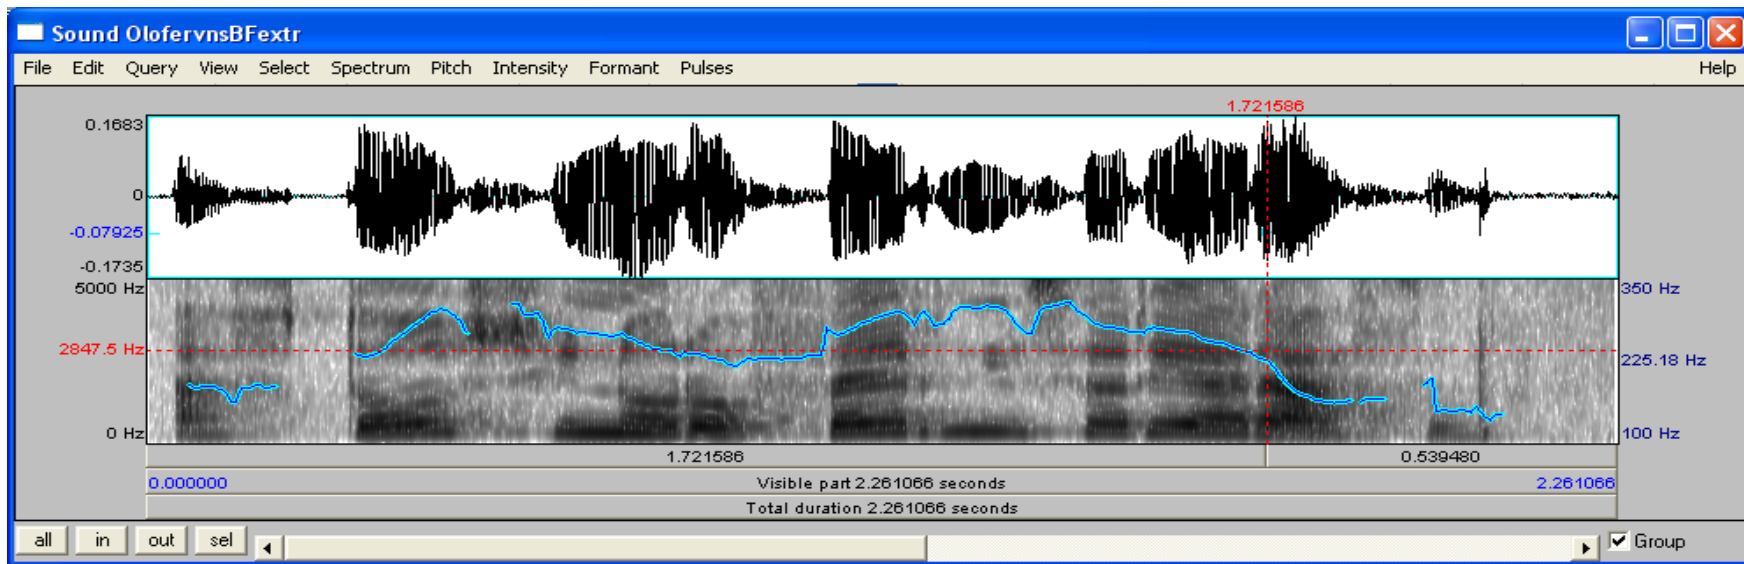 Sound OlofervnsBFextr
File Edit Query View Select Spectrum Pitch Intensity Formant Pulses Help
1.721586
0.1683
0
-0.07925
-0.1735
5000 Hz 350 Hz
2847.5 Hz 225.18 Hz
0 Hz 100 Hz
1.721586 0.539480
0.000000 Visible part 2.261066 seconds 2.261066
Total duration 2.261066 seconds
all in out sel Group